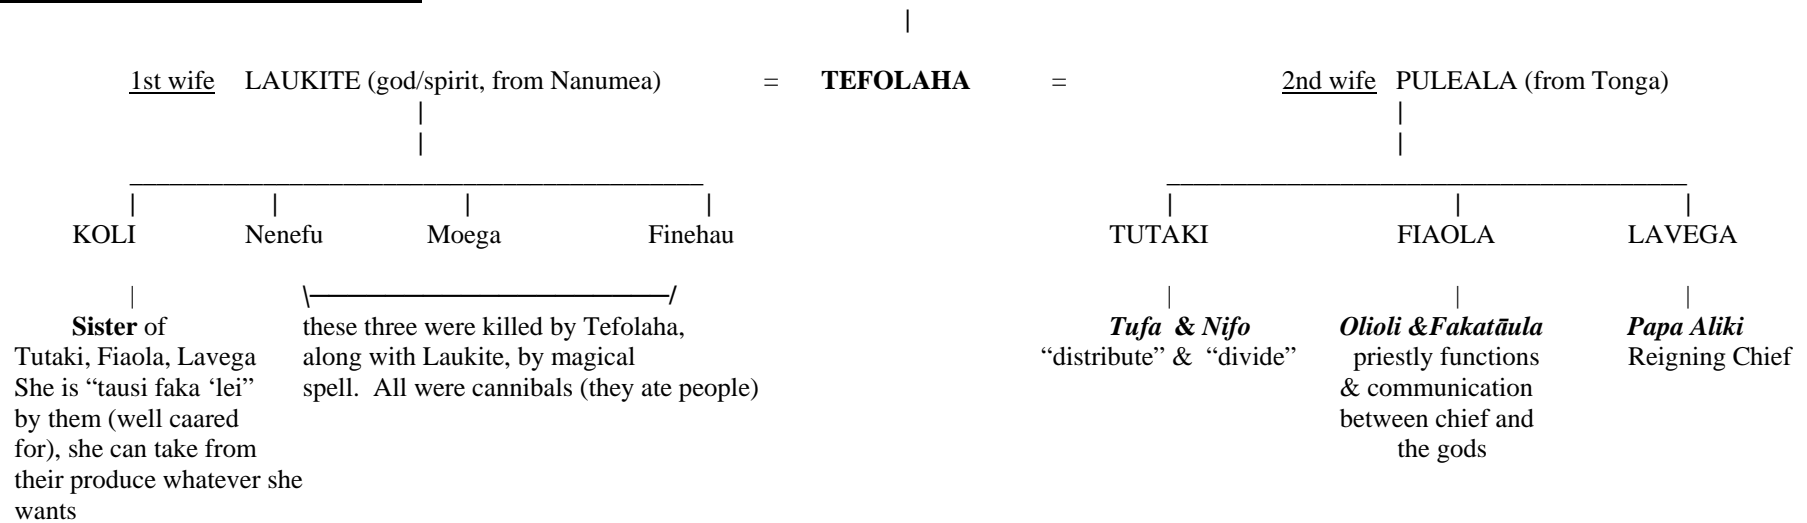 1st wife LAUKITE (god/spirit, from Nanumea) = TEFOLAHA = 2nd wife PULEALA (from Tonga)
KOLI Nenefu Moega Finehau TUTAKI FIAOLA LAVEGA
Sister of
Tutaki, Fiaola, Lavega
She is “tausi faka ‘lei”
by them (well caared
for), she can take from
their produce whatever she
wants
these three were killed by Tefolaha,
along with Laukite, by magical
spell. All were cannibals (they ate people)
Tufa & Nifo
“distribute” & “divide”
Olioli &Fakatāula
priestly functions
& communication
between chief and
the gods
Papa Aliki
Reigning Chief